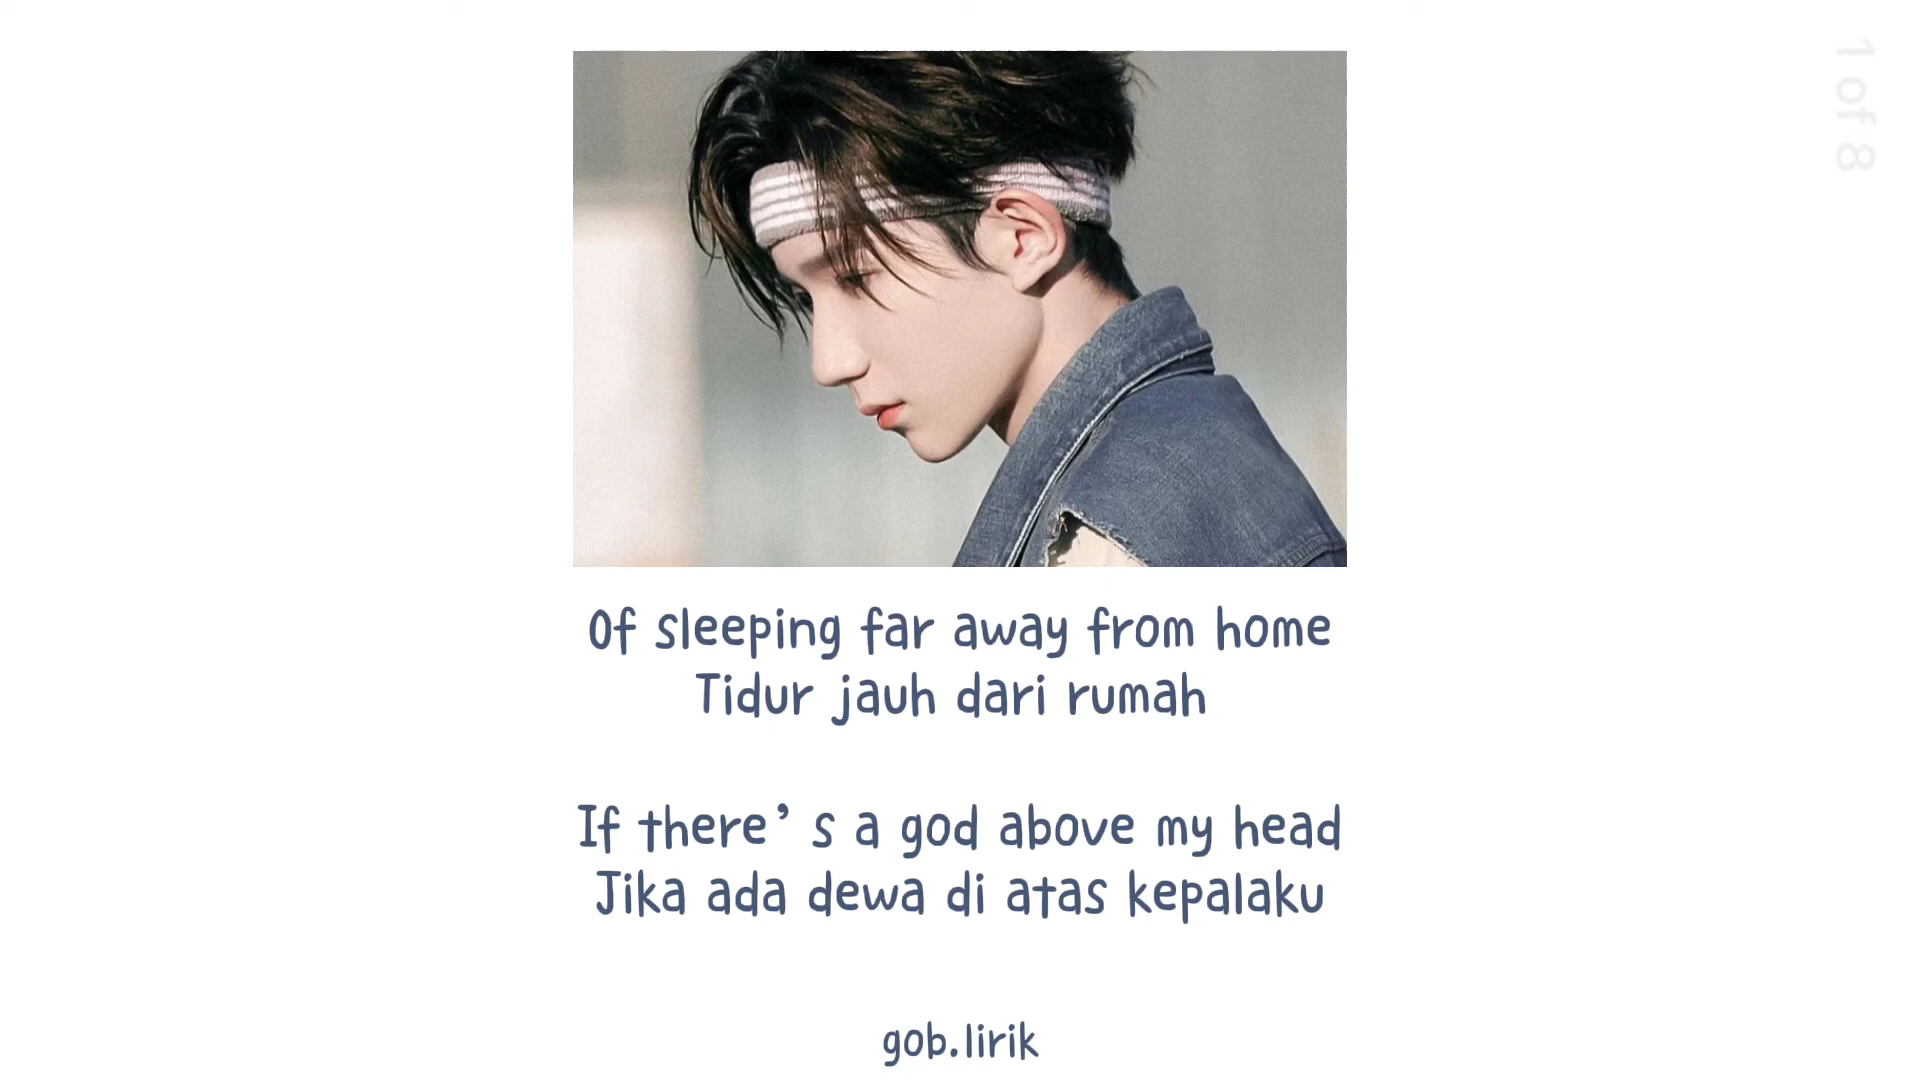 1 of 8
Of sleeping far away from home
Tidur jauh dari rumah
If there’s a god above my head
Jika ada dewa di atas kepalaku
gob.lirik